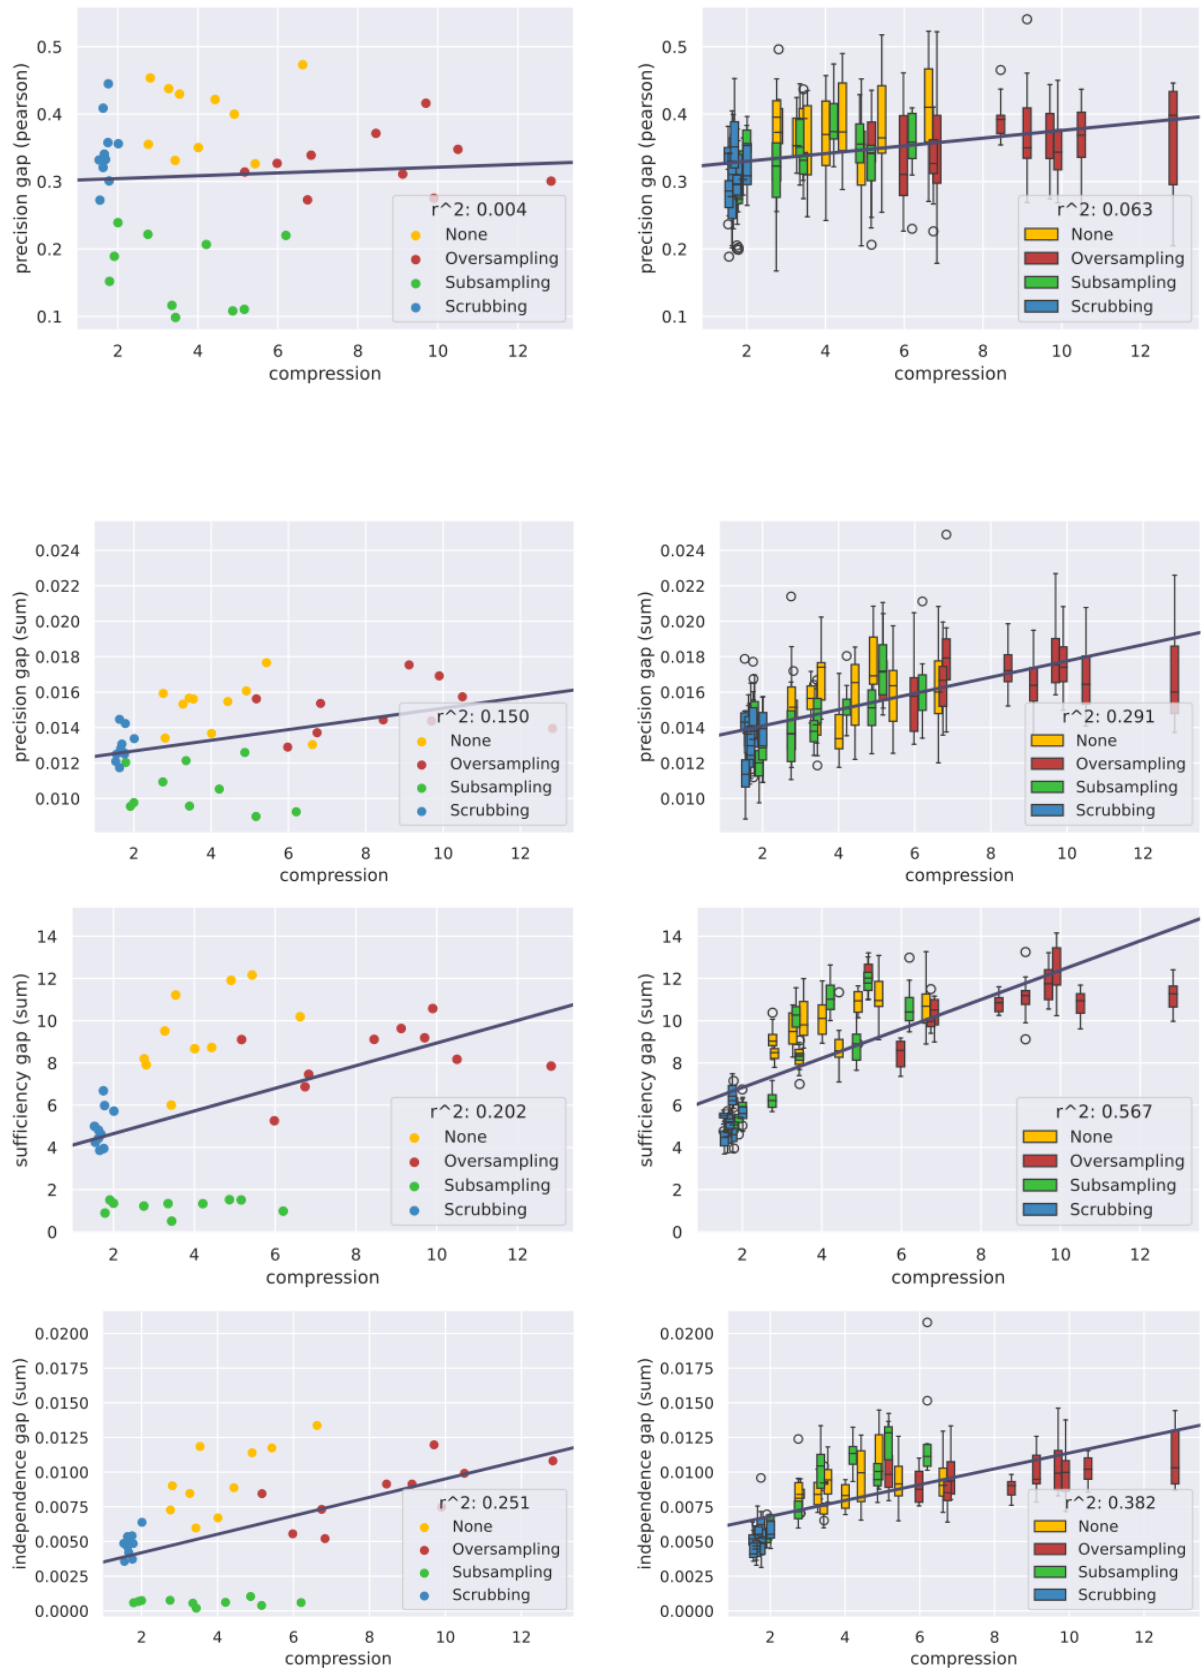 precision gap (pearson)
0.5
0.4
0.3
0.2
0.1
r^2: 0.004
None
Oversampling
Subsampling
Scrubbing
2 4 6 8 10 12
compression
precision gap (pearson)
0.5
0.4
0.3
0.2
0.1
r^2: 0.063
None
Oversampling
Subsampling
Scrubbing
2 4 6 8 10 12
compression
precision gap (sum)
0.024
0.022
0.020
0.018
0.016
0.014
0.012
0.010
r^2: 0.150
None
Oversampling
Subsampling
Scrubbing
2 4 6 8 10 12
compression
precision gap (sum)
0.024
0.022
0.020
0.018
0.016
0.014
0.012
0.010
r^2: 0.291
None
Oversampling
Subsampling
Scrubbing
2 4 6 8 10 12
compression
sufficiency gap (sum)
14
12
10
8
6
4
2
0
r^2: 0.202
None
Oversampling
Subsampling
Scrubbing
2 4 6 8 10 12
compression
sufficiency gap (sum)
14
12
10
8
6
4
2
0
r^2: 0.567
None
Oversampling
Subsampling
Scrubbing
2 4 6 8 10 12
compression
independence gap (sum)
0.0200
0.0175
0.0150
0.0125
0.0100
0.0075
0.0050
0.0025
0.0000
r^2: 0.251
None
Oversampling
Subsampling
Scrubbing
2 4 6 8 10 12
compression
independence gap (sum)
0.0200
0.0175
0.0150
0.0125
0.0100
0.0075
0.0050
0.0025
0.0000
r^2: 0.382
None
Oversampling
Subsampling
Scrubbing
2 4 6 8 10 12
compression